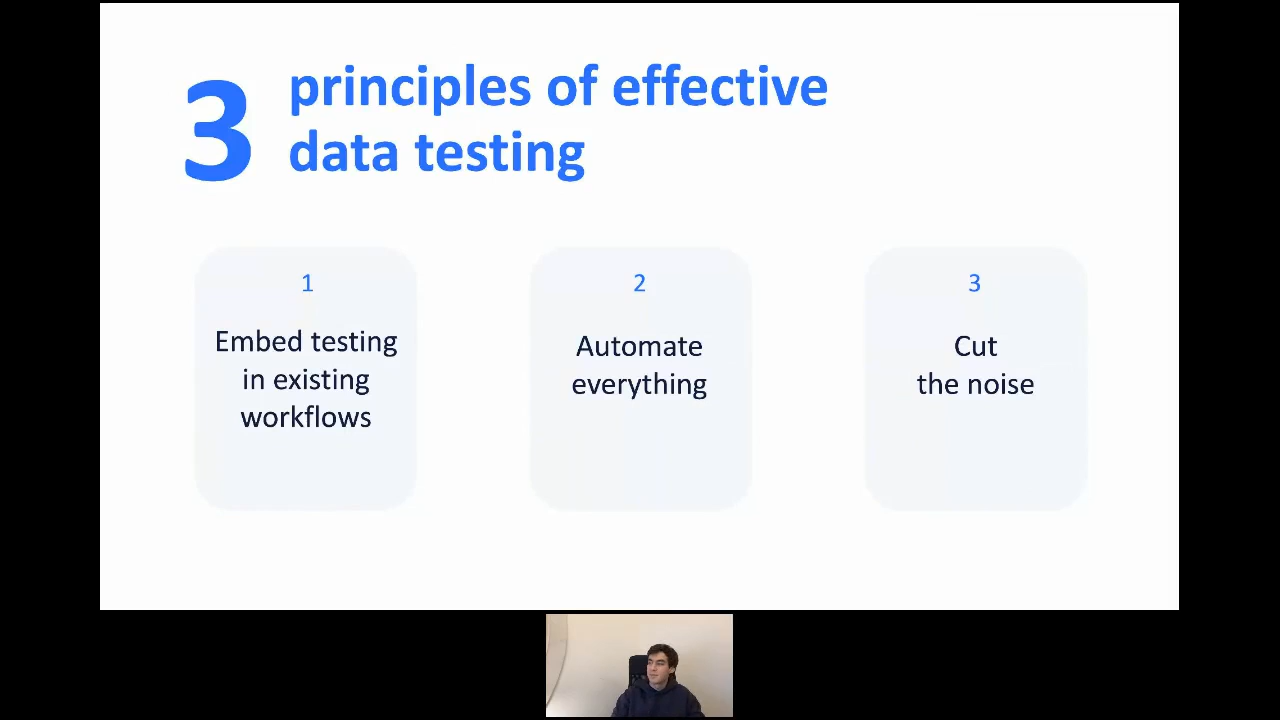 3
principles of effective
data testing
1
Embed testing
in existing
workflows
2
Automate
everything
3
Cut
the noise